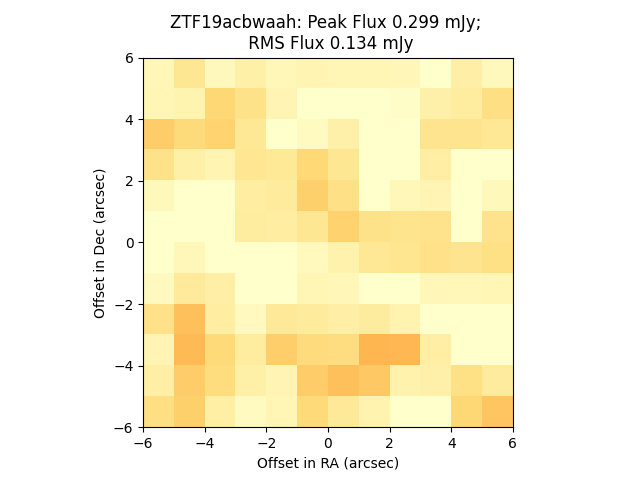 ZTF19acbwaah: Peak Flux 0.299 mJy;
RMS Flux 0.134 mJy
6
4
2
0
−2
−4
−6
Offset in Dec (arcsec)
−6 −4 −2 0 2 4 6
Offset in RA (arcsec)